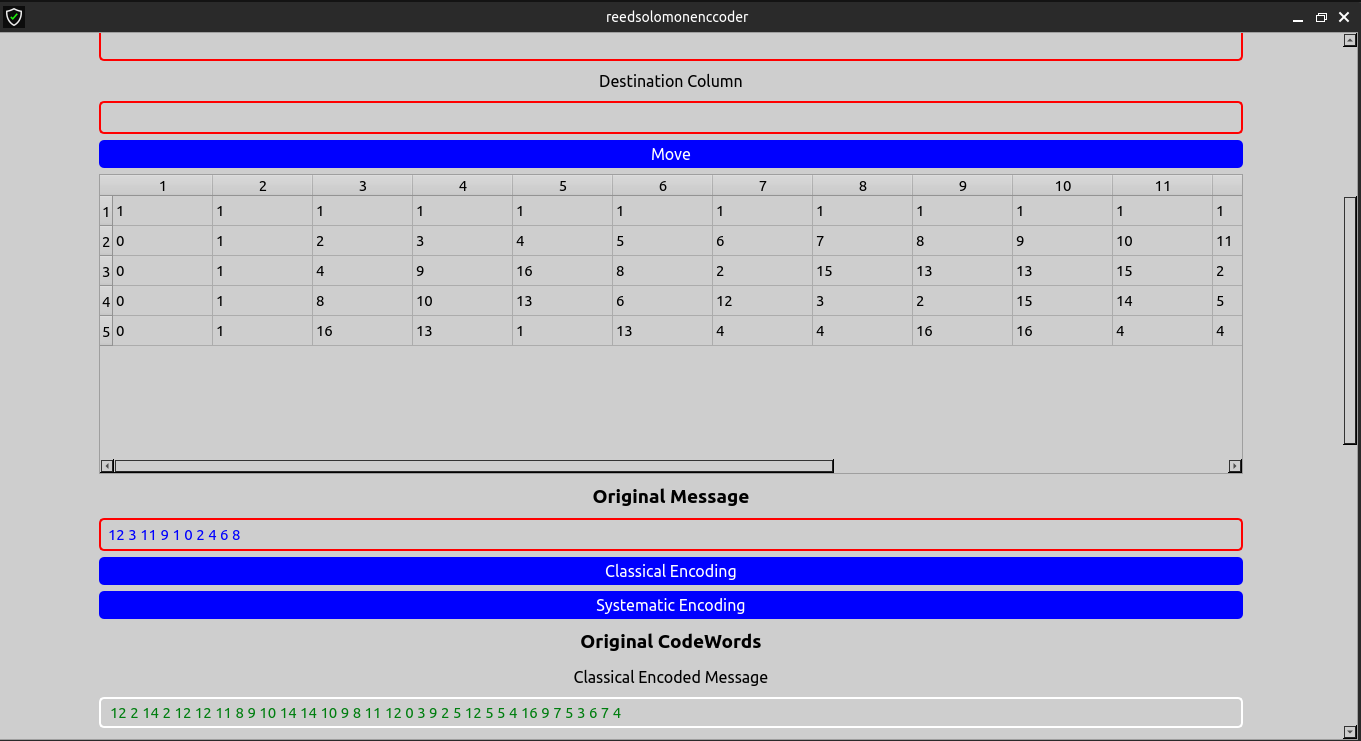 reedsolomonenccoder
Destination Column
Move
1 2 3 4 5 6 7 8 9 10 11
1 1 1 1 1 1 1 1 1 1 1 1 1
2 0 1 2 3 4 5 6 7 8 9 10 11
3 0 1 4 9 16 8 2 15 13 13 15 2
4 0 1 8 10 13 6 12 3 2 15 14 5
5 0 1 16 13 1 13 4 4 16 16 4 4
Original Message
12 3 11 9 1 0 2 4 6 8
Classical Encoding
Systematic Encoding
Original CodeWords
Classical Encoded Message
12 2 14 2 12 12 11 8 9 10 14 14 10 9 8 11 12 0 3 9 2 5 12 5 5 4 16 9 7 5 3 6 7 4